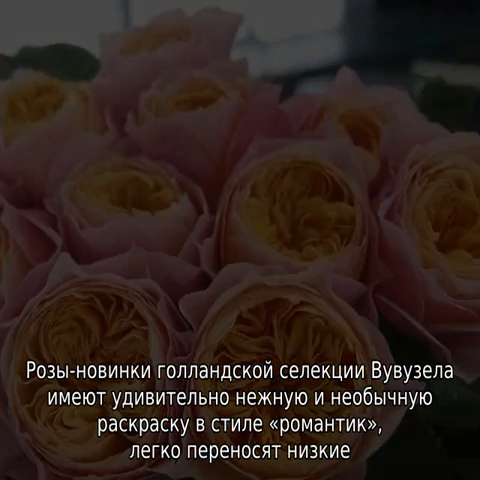 Розы-новинки голландской селекции Вувузела
имеют удивительно нежную и необычную
раскраску в стиле «романтик»,
легко переносят низкие